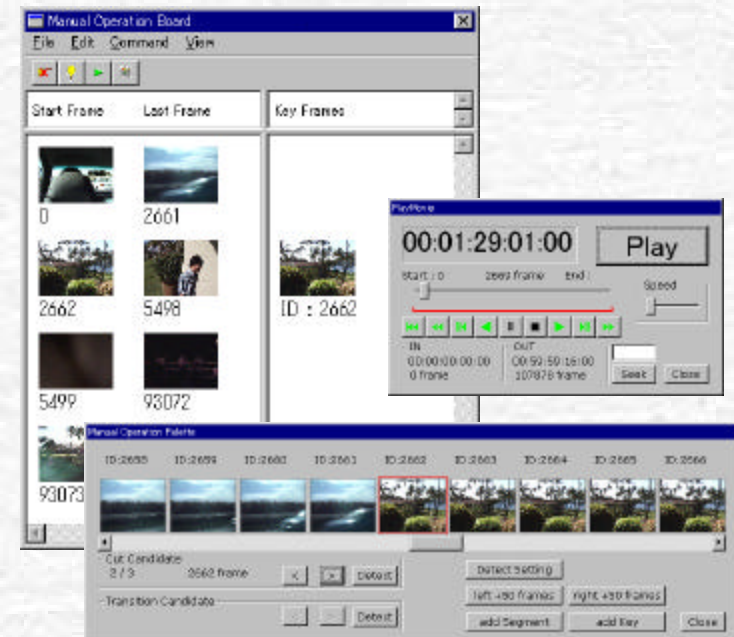 Manual Operation Board
File Edit Command View
Start Frame Last Frame Key Frames
0 2661
2662 5498 ID : 2662
5499 93072
93073
PlayMovie
00:01:29:01:00 Play
Start : 0 2669 frame End :
Speed
IN OUT
00:00:00:00:00 00:59:59:16:00
0 frame 107878 frame Seek Close
Manual Operation Palette
ID:2658 ID:2659 ID:2660 ID:2661 ID:2662 ID:2663 ID:2664 ID:2665 ID:2666
Cut Candidate
2 / 3 2662 frame < > Detect
Detect Setting
Transition Candidate
left +50 frames right +50 frames
< > Detect
add Segment add Key Close